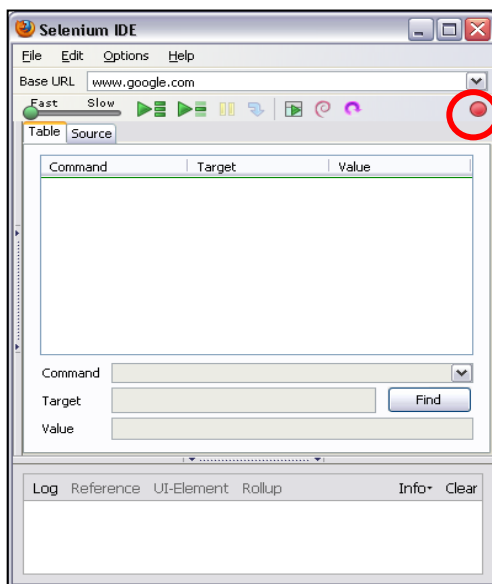 Selenium IDE
File Edit Options Help
Base URL www.google.com
Fast Slow
Table Source
Command Target Value
Command
Target Find
Value
Log Reference UI-Element Rollup Info Clear